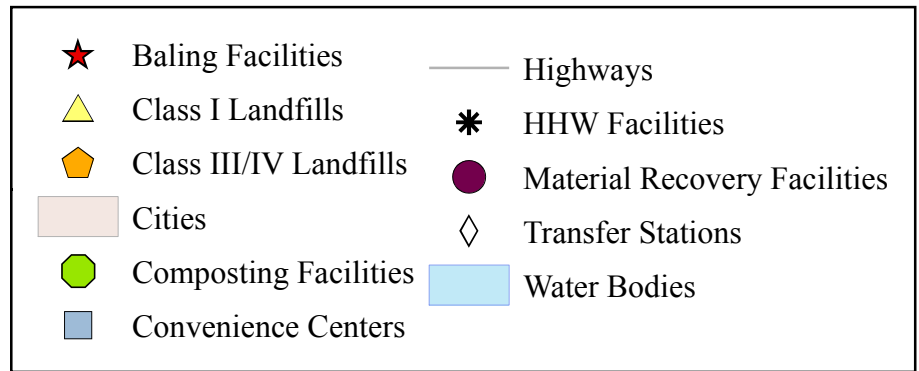 Baling Facilities
Class I Landfills
Class III/IV Landfills
Cities
Composting Facilities
Convenience Centers
Highways
HHW Facilities
Material Recovery Facilities
Transfer Stations
Water Bodies